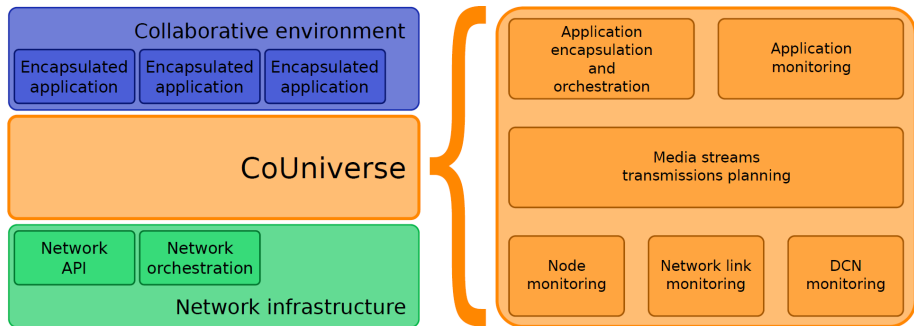 Collaborative environment
Encapsulated
application
Encapsulated
application
Encapsulated
application
CoUniverse
Network
API
Network
orchestration
Network infrastructure
Application
encapsulation
and
orchestration
Application
monitoring
Media streams
transmissions planning
Node
monitoring
Network link
monitoring
DCN
monitoring